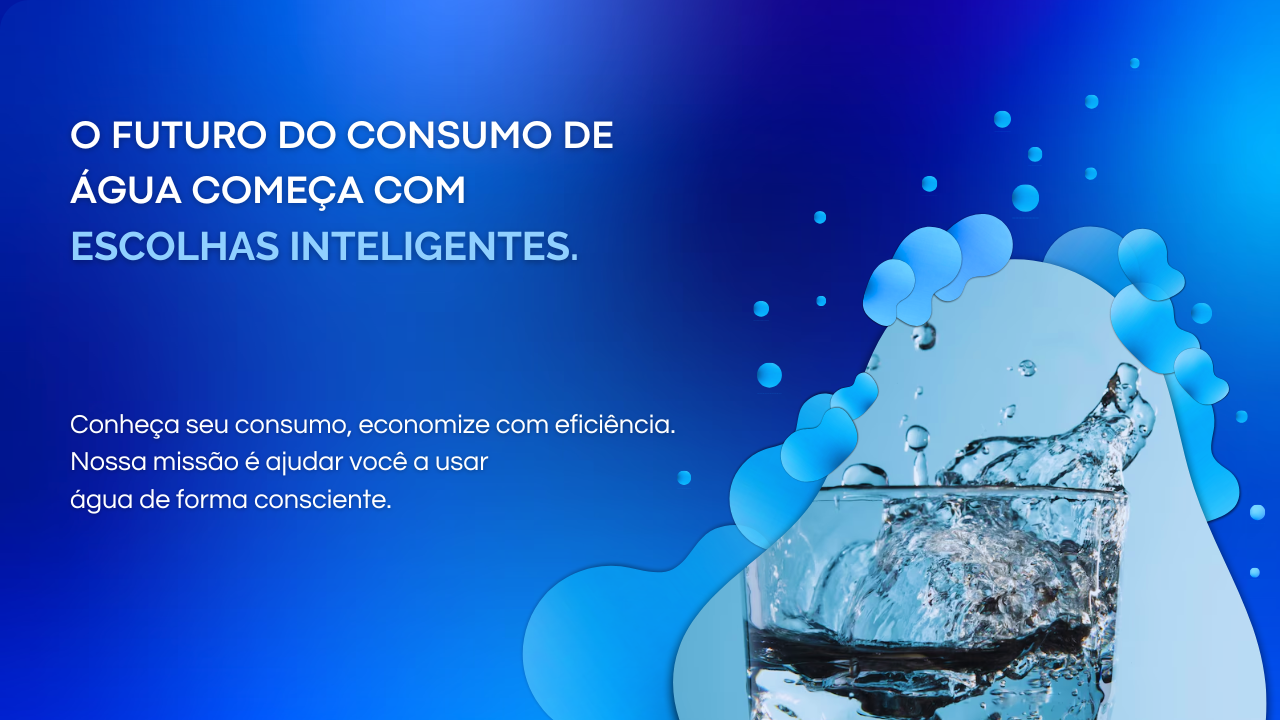 O FUTURO DO CONSUMO DE
ÁGUA COMEÇA COM
ESCOLHAS INTELIGENTES.
Conheça seu consumo, economize com eficiência.
Nossa missão é ajudar você a usar
água de forma consciente.